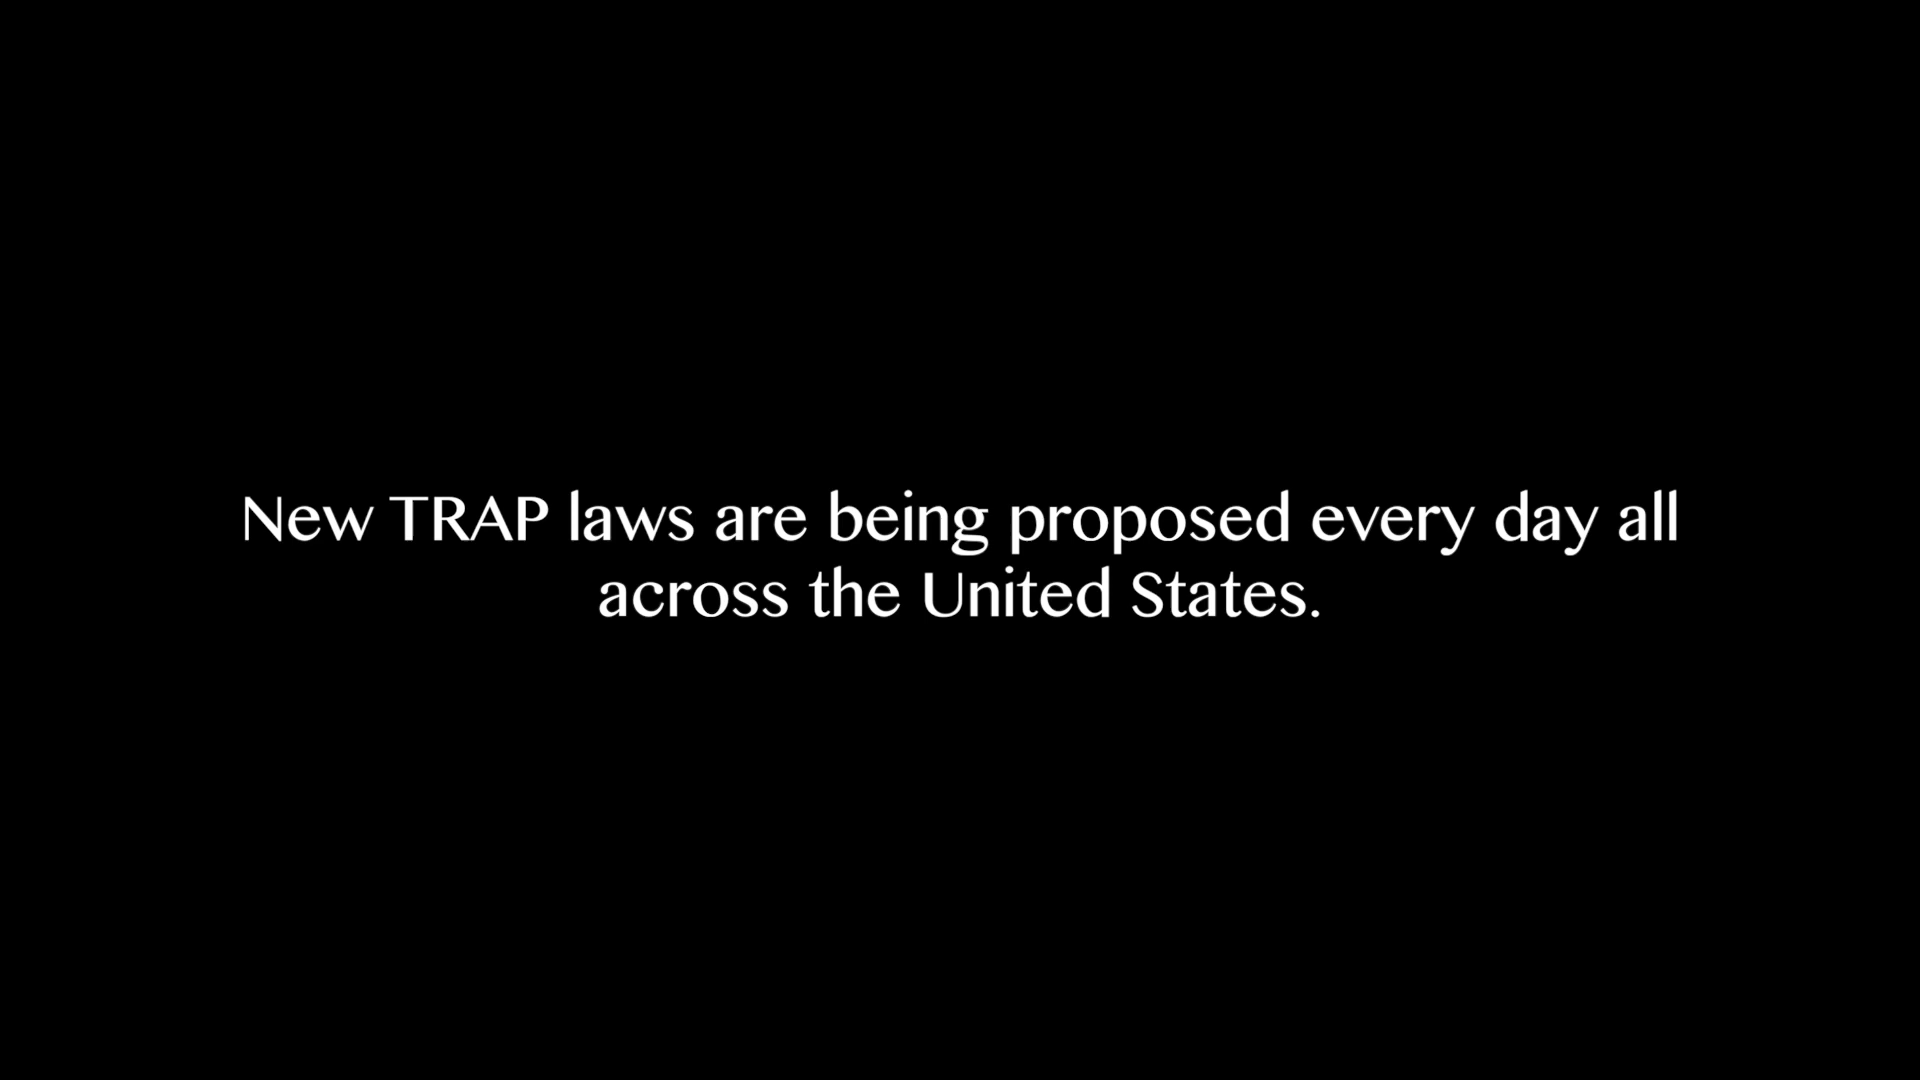 New TRAP laws are being proposed every day all
across the United States.